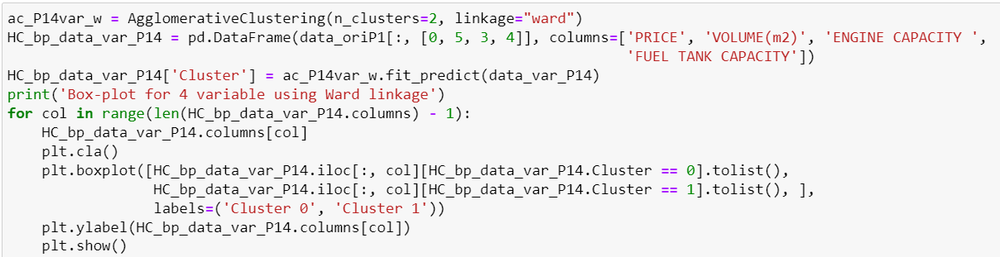 ac_P14var_w = AgglomerativeClustering(n_clusters=2, linkage="ward")
HC_bp_data_var_P14 = pd.DataFrame(data_oriP1[:, [0, 5, 3, 4]], columns=['PRICE', 'VOLUME(m2)', 'ENGINE CAPACITY ',
                                                                        'FUEL TANK CAPACITY'])
HC_bp_data_var_P14['Cluster'] = ac_P14var_w.fit_predict(data_var_P14)
print('Box-plot for 4 variable using Ward linkage')
for col in range(len(HC_bp_data_var_P14.columns) - 1):
    HC_bp_data_var_P14.columns[col]
    plt.cla()
    plt.boxplot([HC_bp_data_var_P14.iloc[:, col][HC_bp_data_var_P14.Cluster == 0].tolist(),
                 HC_bp_data_var_P14.iloc[:, col][HC_bp_data_var_P14.Cluster == 1].tolist(), ],
                 labels=('Cluster 0', 'Cluster 1'))
    plt.ylabel(HC_bp_data_var_P14.columns[col])
    plt.show()